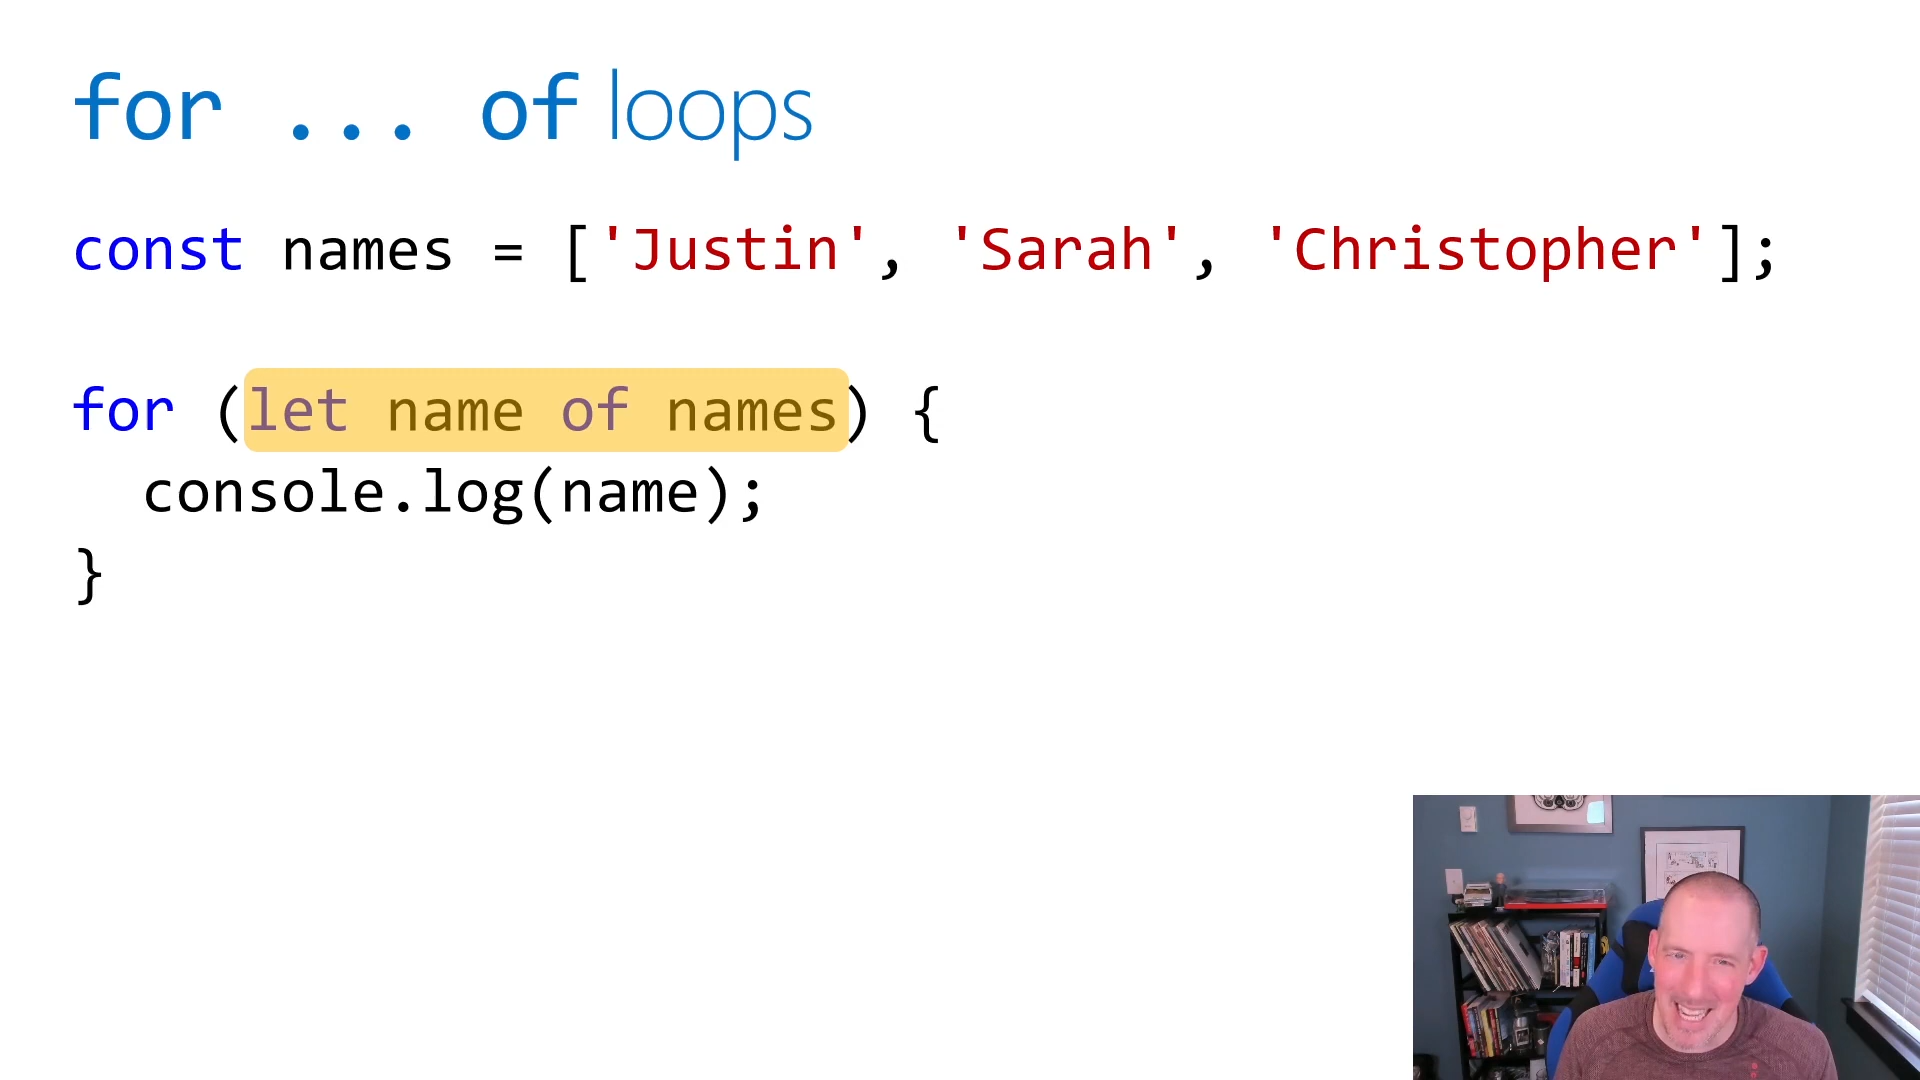 for ... of loops
const names = ['Justin', 'Sarah', 'Christopher'];
for (let name of names) {
console.log(name);
}